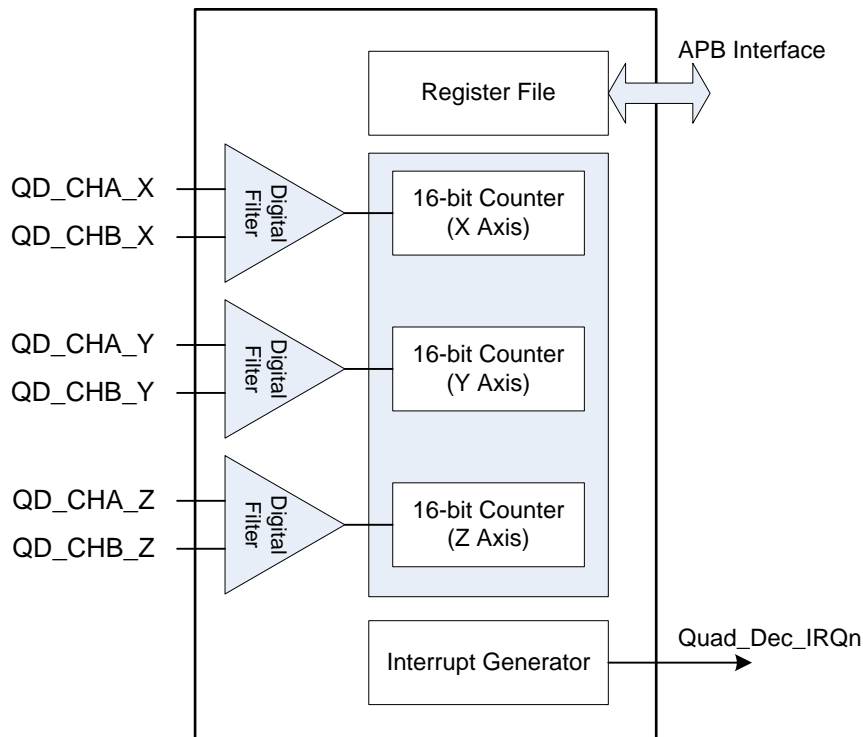 APB Interface
Register File
QD_CHA_X
QD_CHB_X
Digital
Filter
16-bit Counter
(X Axis)
QD_CHA_Y
QD_CHB_Y
Digital
Filter
16-bit Counter
(Y Axis)
QD_CHA_Z
QD_CHB_Z
Digital
Filter
16-bit Counter
(Z Axis)
Interrupt Generator
Quad_Dec_IRQn